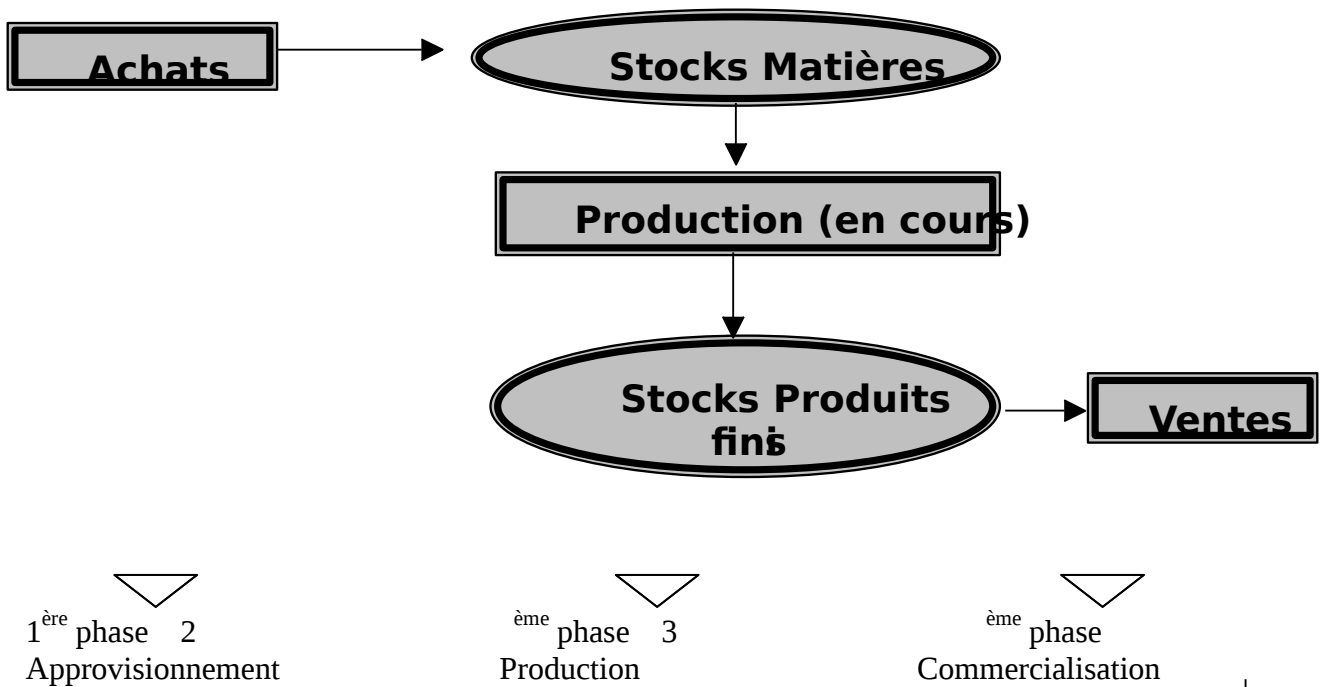 Achats
Stocks Matières
Production (en cours)
Stocks Produits
finis
Ventes
1ère phase 2 ème phase 3 ème phase
Approvisionnement Production Commercialisation